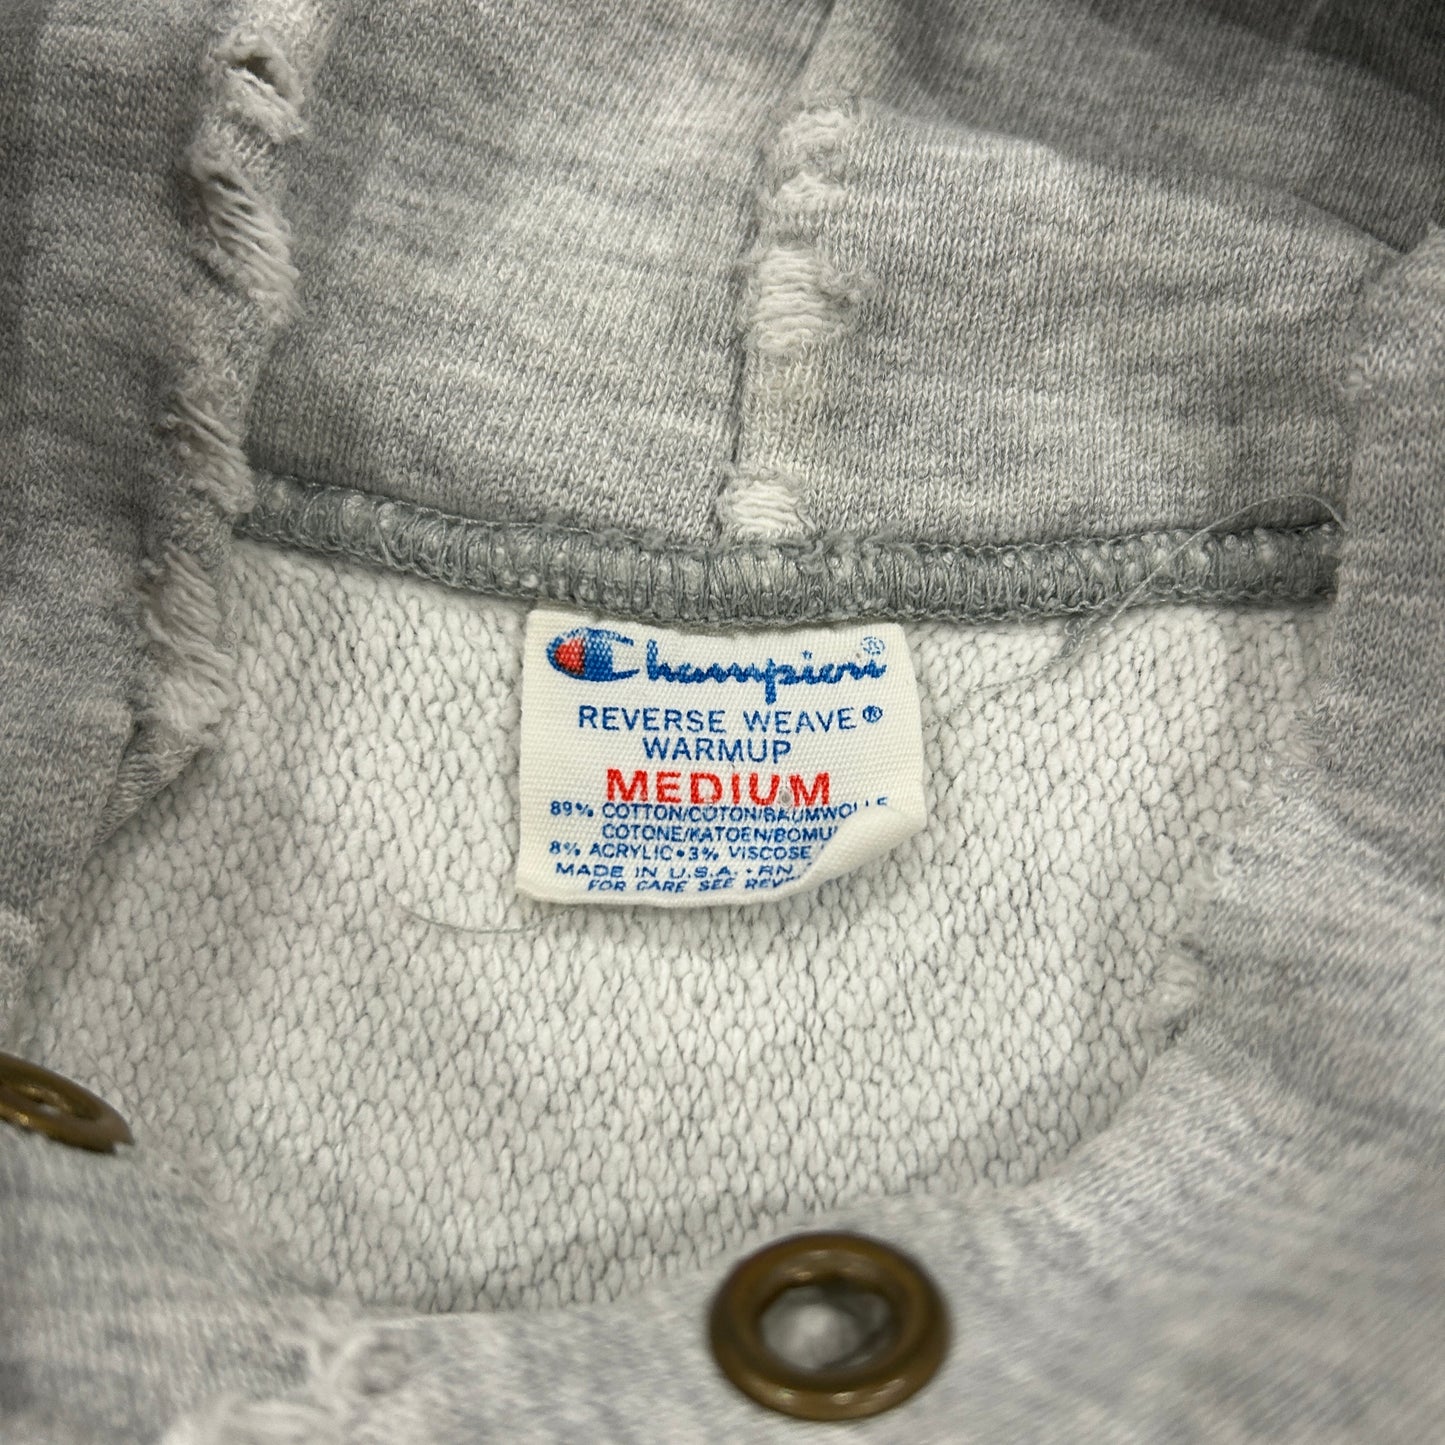 Champion®
REVERSE WEAVE®
WARMUP
MEDIUM
89% COTTON/COTON/BAUMWOLLE
COTONE/KATOEN/BOMU
8% ACRYLIC•3% VISCOSE
MADE IN U.S.A. • RN
FOR CARE SEE